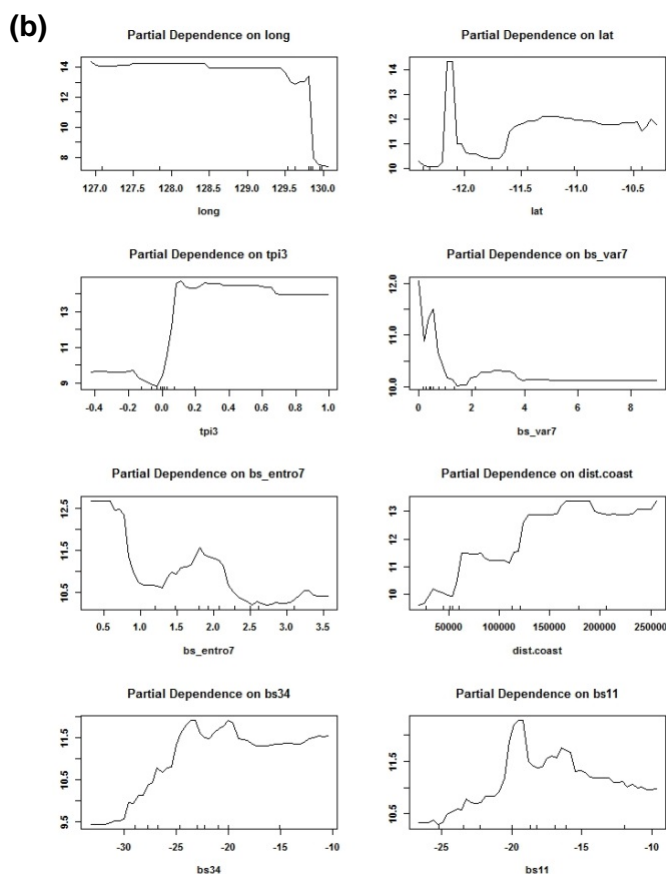 (b)
Partial Dependence on long
14
12
10
8
127.0 127.5 128.0 128.5 129.0 129.5 130.0
long
Partial Dependence on lat
14
13
12
11
10
-12.0 -11.5 -11.0 -10.5
lat
Partial Dependence on tpi3
13
11
9
-0.4 -0.2 0.0 0.2 0.4 0.6 0.8 1.0
tpi3
Partial Dependence on bs_var7
12.0
11.0
10.0
0 2 4 6 8
bs_var7
Partial Dependence on bs_entro7
12.5
11.5
10.5
0.5 1.0 1.5 2.0 2.5 3.0 3.5
bs_entro7
Partial Dependence on dist.coast
13
12
11
10
50000 100000 150000 200000 250000
dist.coast
Partial Dependence on bs34
11.5
10.5
9.5
-30 -25 -20 -15 -10
bs34
Partial Dependence on bs11
11.5
10.5
-25 -20 -15 -10
bs11